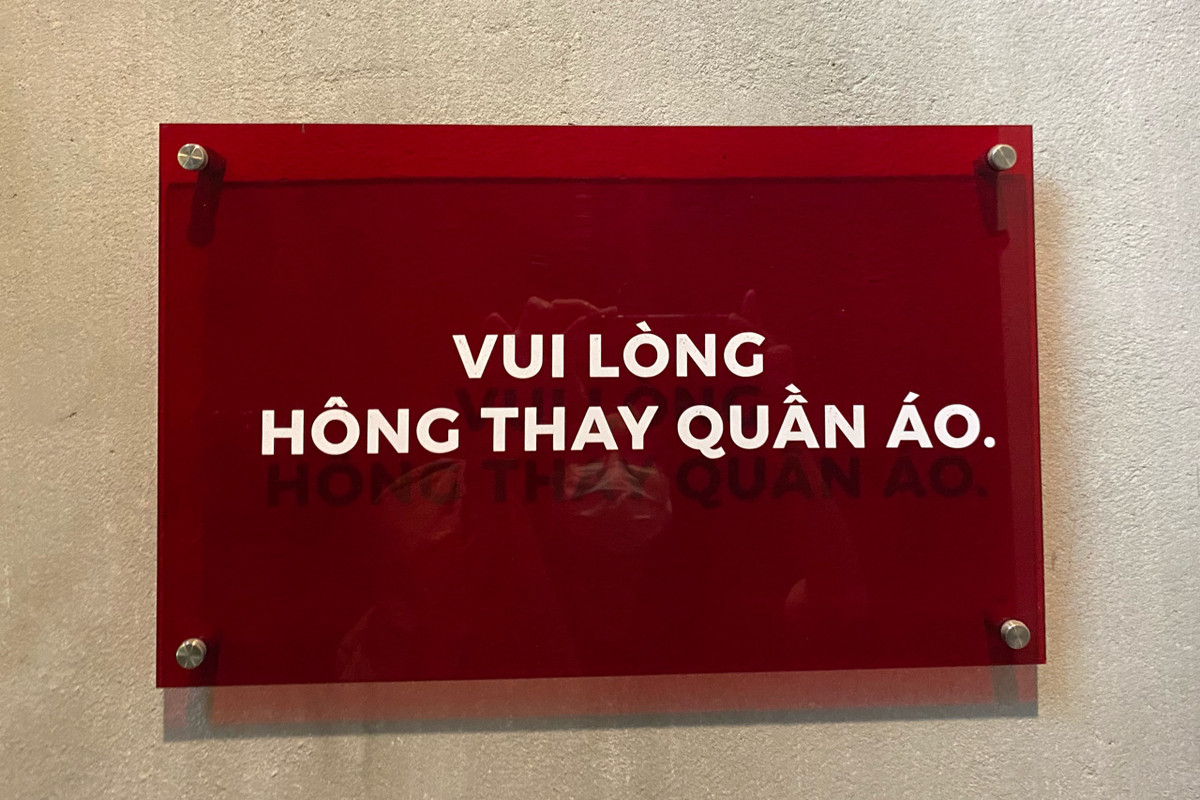 VUI LÒNG
HÔNG THAY QUẦN ÁO.